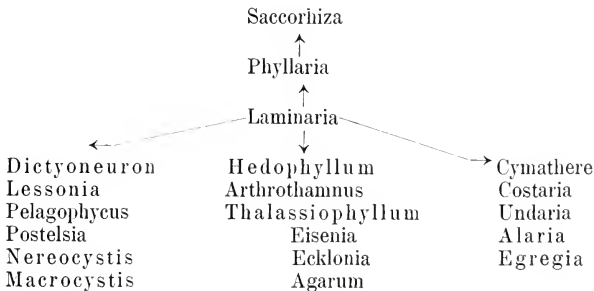 Saccorhiza
Phyllaria
Laminaria
Dictyoneuron Hedophyllum Cymathere
Lessonia Arthrothamnus Costaria
Pelagophycus Thalassiophyllum Undaria
Postelsia Eisenia Alaria
Nereocystis Ecklonia Egregia
Macrocystis Agarum